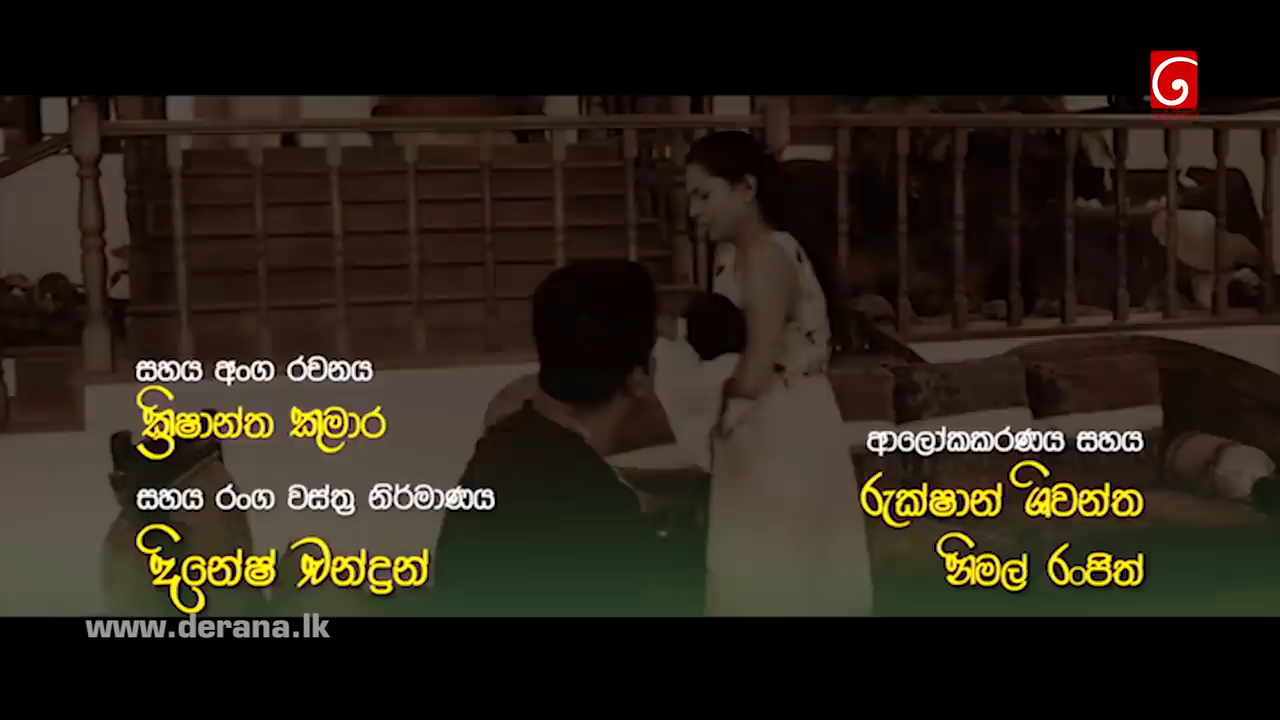 සහය අංග රචනය
ක්‍රිෂාන්ත කුමාර
සහය රංග වස්ත්‍ර නිර්මාණය
දිනේෂ් චන්ද්‍රන්
ආලෝකකරණය සහය
රුක්ෂාන් ශිවන්ත
නිමල් රංජිත්
www.derana.lk